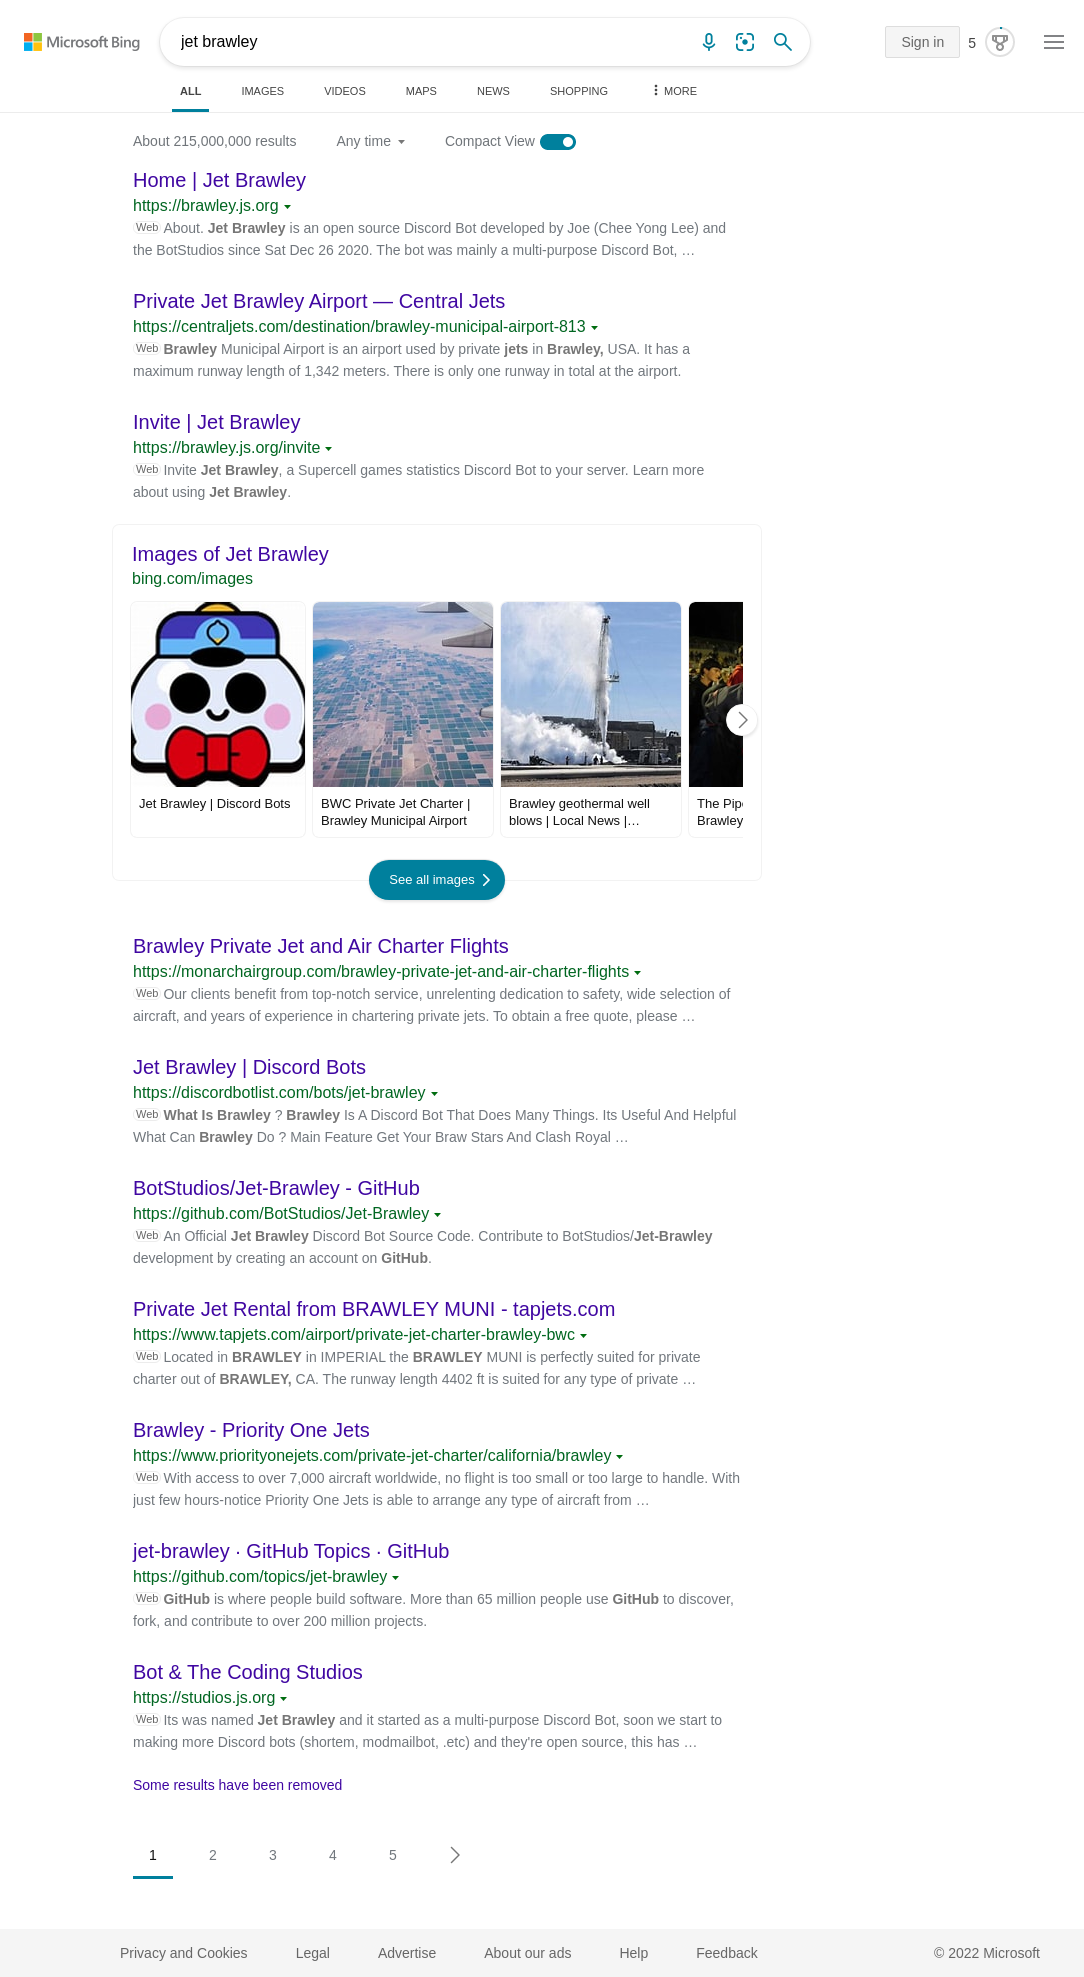 Microsoft Bing
jet brawley
Sign in
5
ALL
IMAGES
VIDEOS
MAPS
NEWS
SHOPPING
MORE
About 215,000,000 results
Any time
Compact View
Home | Jet Brawley
https://brawley.js.org
Web About. Jet Brawley is an open source Discord Bot developed by Joe (Chee Yong Lee) and
the BotStudios since Sat Dec 26 2020. The bot was mainly a multi-purpose Discord Bot, …
Private Jet Brawley Airport — Central Jets
https://centraljets.com/destination/brawley-municipal-airport-813
Web Brawley Municipal Airport is an airport used by private jets in Brawley, USA. It has a
maximum runway length of 1,342 meters. There is only one runway in total at the airport.
Invite | Jet Brawley
https://brawley.js.org/invite
Web Invite Jet Brawley, a Supercell games statistics Discord Bot to your server. Learn more
about using Jet Brawley.
Images of Jet Brawley
bing.com/images
Jet Brawley | Discord Bots
BWC Private Jet Charter |
Brawley Municipal Airport
Brawley geothermal well
blows | Local News |…
The Pipe
Brawley
See all images
Brawley Private Jet and Air Charter Flights
https://monarchairgroup.com/brawley-private-jet-and-air-charter-flights
Web Our clients benefit from top-notch service, unrelenting dedication to safety, wide selection of
aircraft, and years of experience in chartering private jets. To obtain a free quote, please …
Jet Brawley | Discord Bots
https://discordbotlist.com/bots/jet-brawley
Web What Is Brawley ? Brawley Is A Discord Bot That Does Many Things. Its Useful And Helpful
What Can Brawley Do ? Main Feature Get Your Braw Stars And Clash Royal …
BotStudios/Jet-Brawley - GitHub
https://github.com/BotStudios/Jet-Brawley
Web An Official Jet Brawley Discord Bot Source Code. Contribute to BotStudios/Jet-Brawley
development by creating an account on GitHub.
Private Jet Rental from BRAWLEY MUNI - tapjets.com
https://www.tapjets.com/airport/private-jet-charter-brawley-bwc
Web Located in BRAWLEY in IMPERIAL the BRAWLEY MUNI is perfectly suited for private
charter out of BRAWLEY, CA. The runway length 4402 ft is suited for any type of private …
Brawley - Priority One Jets
https://www.priorityonejets.com/private-jet-charter/california/brawley
Web With access to over 7,000 aircraft worldwide, no flight is too small or too large to handle. With
just few hours-notice Priority One Jets is able to arrange any type of aircraft from …
jet-brawley · GitHub Topics · GitHub
https://github.com/topics/jet-brawley
Web GitHub is where people build software. More than 65 million people use GitHub to discover,
fork, and contribute to over 200 million projects.
Bot & The Coding Studios
https://studios.js.org
Web Its was named Jet Brawley and it started as a multi-purpose Discord Bot, soon we start to
making more Discord bots (shortem, modmailbot, .etc) and they're open source, this has …
Some results have been removed
1 2 3 4 5
Privacy and Cookies
Legal
Advertise
About our ads
Help
Feedback
© 2022 Microsoft